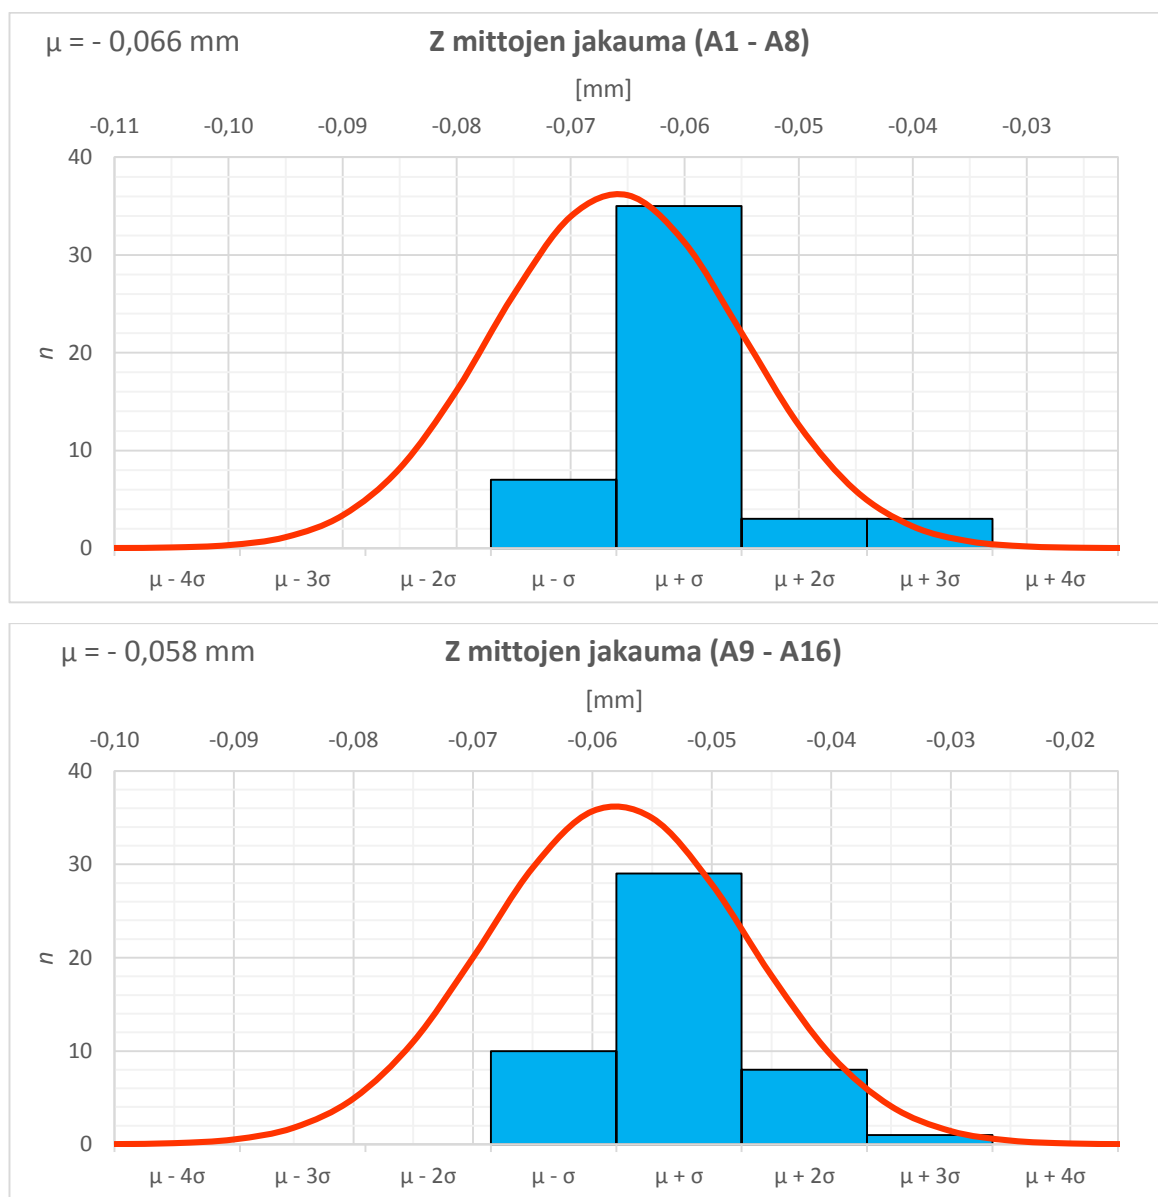 μ = - 0,066 mm
Z mittojen jakauma (A1 - A8)
[mm]
-0,11 -0,10 -0,09 -0,08 -0,07 -0,06 -0,05 -0,04 -0,03
40
30
20
10
0
n
μ - 4σ μ - 3σ μ - 2σ μ - σ μ + σ μ + 2σ μ + 3σ μ + 4σ
μ = - 0,058 mm
Z mittojen jakauma (A9 - A16)
[mm]
-0,10 -0,09 -0,08 -0,07 -0,06 -0,05 -0,04 -0,03 -0,02
40
30
20
10
0
n
μ - 4σ μ - 3σ μ - 2σ μ - σ μ + σ μ + 2σ μ + 3σ μ + 4σ